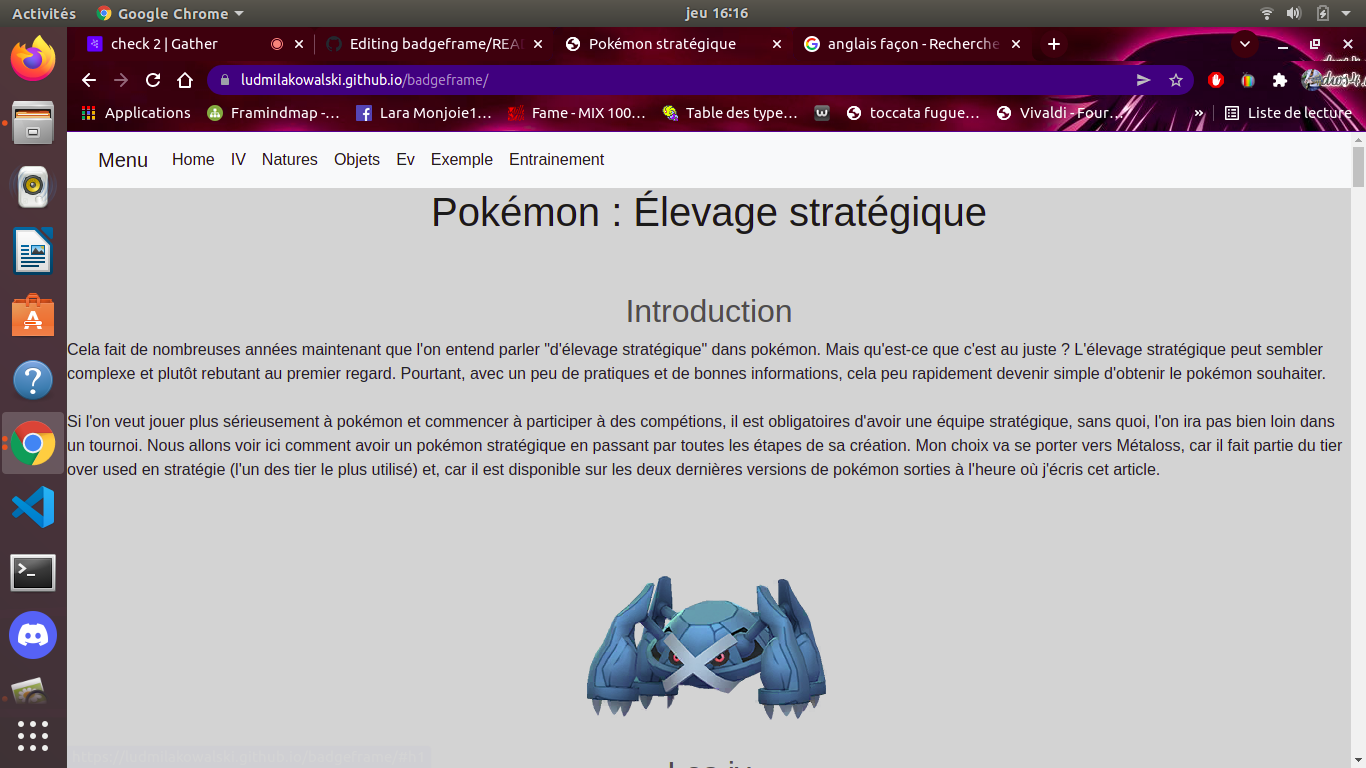 Activités Google Chrome jeu 16:16
check 2 | Gather Editing badgeframe/REA Pokémon stratégique anglais façon - Recherche
ludmilakowalski.github.io/badgeframe/
Applications Framindmap -… Lara Monjoie1… Fame - MIX 100… Table des type… toccata fugue… Vivaldi - Four… » Liste de lecture
Menu Home IV Natures Objets Ev Exemple Entrainement
Pokémon : Élevage stratégique
Introduction
Cela fait de nombreuses années maintenant que l'on entend parler "d'élevage stratégique" dans pokémon. Mais qu'est-ce que c'est au juste ? L'élevage stratégique peut sembler
complexe et plutôt rebutant au premier regard. Pourtant, avec un peu de pratiques et de bonnes informations, cela peu rapidement devenir simple d'obtenir le pokémon souhaiter.
Si l'on veut jouer plus sérieusement à pokémon et commencer à participer à des compétions, il est obligatoires d'avoir une équipe stratégique, sans quoi, l'on ira pas bien loin dans
un tournoi. Nous allons voir ici comment avoir un pokémon stratégique en passant par toutes les étapes de sa création. Mon choix va se porter vers Métaloss, car il fait partie du tier
over used en stratégie (l'un des tier le plus utilisé) et, car il est disponible sur les deux dernières versions de pokémon sorties à l'heure où j'écris cet article.
https://ludmilakowalski.github.io/badgeframe/#h1
Les iv